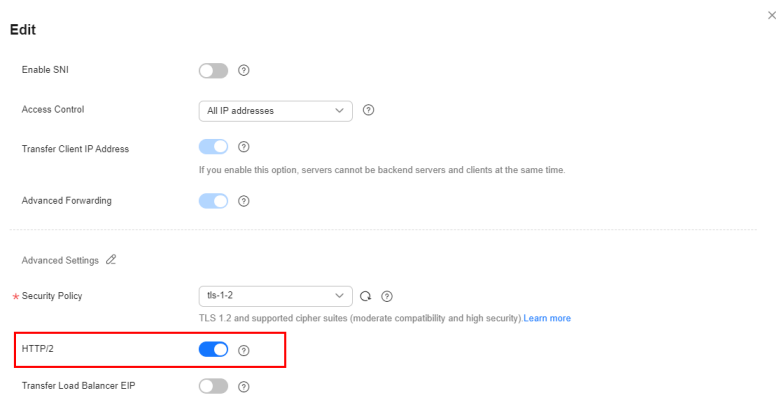 Edit
Enable SNI
Access Control All IP addresses
Transfer Client IP Address
If you enable this option, servers cannot be backend servers and clients at the same time.
Advanced Forwarding
Advanced Settings
* Security Policy tls-1-2
TLS 1.2 and supported cipher suites (moderate compatibility and high security).Learn more
HTTP/2
Transfer Load Balancer EIP